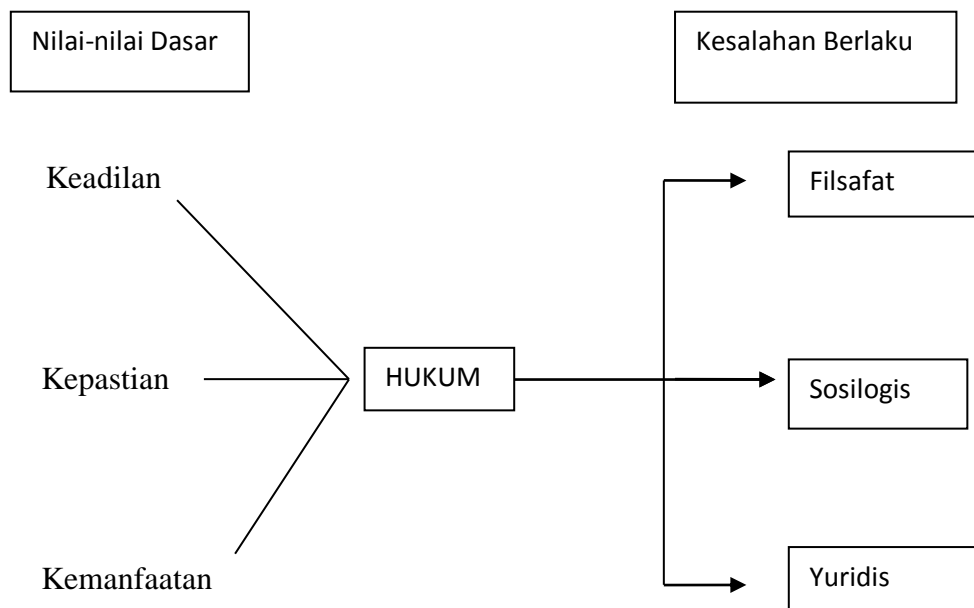 Nilai-nilai Dasar
Kesalahan Berlaku
Keadilan
Filsafat
Kepastian
HUKUM
Sosilogis
Kemanfaatan
Yuridis